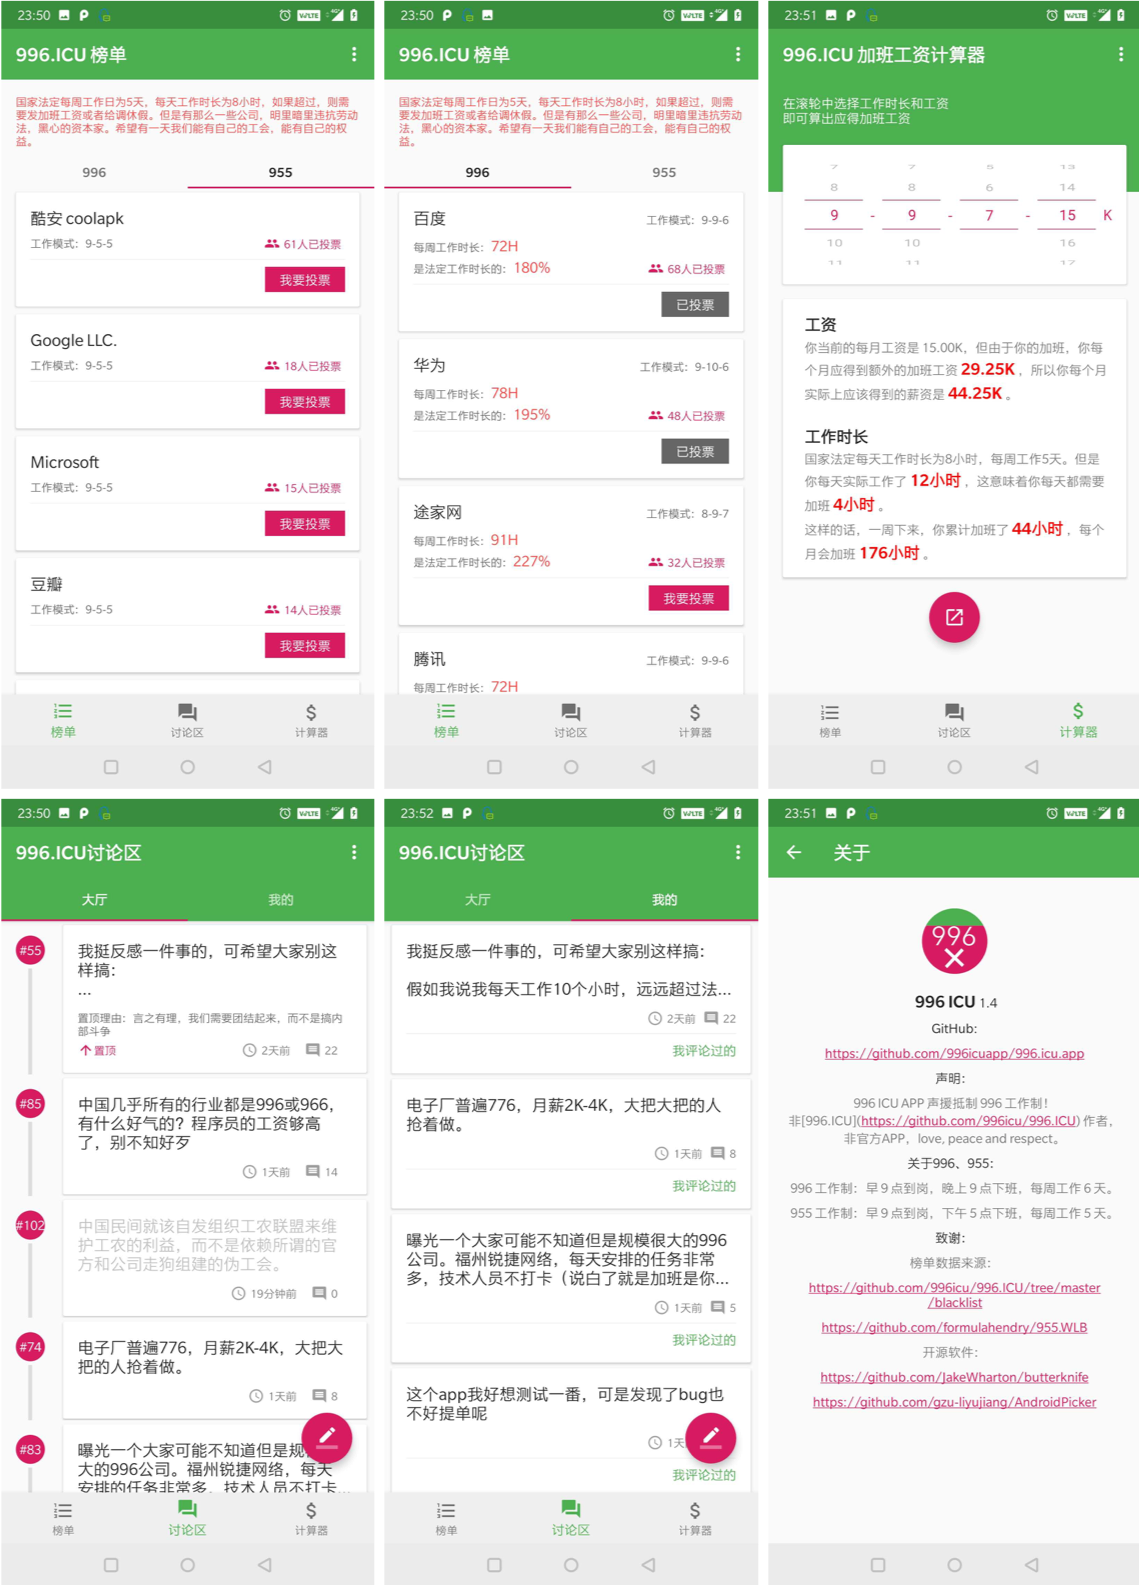 23:50
996.ICU 榜单
国家法定每周工作日为5天，每天工作时长为8小时，如果超过，则需
要发加班工资或者给调休假。但是有那么一些公司，明里暗里违抗劳动
法，黑心的资本家。希望有一天我们能有自己的工会，能有自己的权
益。
996 955
酷安 coolapk
工作模式：9-5-5 61人已投票
我要投票
Google LLC.
工作模式：9-5-5 18人已投票
我要投票
Microsoft
工作模式：9-5-5 15人已投票
我要投票
豆瓣
工作模式：9-5-5 14人已投票
我要投票
榜单 讨论区 计算器
23:50
996.ICU 榜单
国家法定每周工作日为5天，每天工作时长为8小时，如果超过，则需
要发加班工资或者给调休假。但是有那么一些公司，明里暗里违抗劳动
法，黑心的资本家。希望有一天我们能有自己的工会，能有自己的权
益。
996 955
百度 工作模式：9-9-6
每周工作时长：72H
是法定工作时长的：180% 68人已投票
已投票
华为 工作模式：9-10-6
每周工作时长：78H
是法定工作时长的：195% 48人已投票
已投票
途家网 工作模式：8-9-7
每周工作时长：91H
是法定工作时长的：227% 32人已投票
我要投票
腾讯 工作模式：9-9-6
每周工作时长：72H
榜单 讨论区 计算器
23:51
996.ICU 加班工资计算器
在滚轮中选择工作时长和工资
即可算出应得加班工资
7 7 5 13
8 8 6 14
9 - 9 - 7 - 15 K
10 10 16
11 11 17
工资
你当前的每月工资是 15.00K，但由于你的加班，你每
个月应得到额外的加班工资 29.25K ，所以你每个月
实际上应该得到的薪资是 44.25K 。
工作时长
国家法定每天工作时长为8小时，每周工作5天。但是
你每天实际工作了 12小时 ，这意味着你每天都需要
加班 4小时 。
这样的话，一周下来，你累计加班了 44小时 ，每个
月会加班 176小时 。
榜单 讨论区 计算器
23:50
996.ICU讨论区
大厅 我的
#55
我挺反感一件事的，可希望大家别这
样搞：
...
置顶理由：言之有理，我们需要团结起来，而不是搞内
部斗争
置顶 2天前 22
#85
中国几乎所有的行业都是996或966，
有什么好气的？程序员的工资够高
了，别不知好歹
1天前 14
#102
中国民间就该自发组织工农联盟来维
护工农的利益，而不是依赖所谓的官
方和公司走狗组建的伪工会。
19分钟前 0
#74
电子厂普遍776，月薪2K-4K，大把大
把的人抢着做。
1天前 8
#83
曝光一个大家可能不知道但是规
大的996公司。福州锐捷网络，每天
安排的任务非常多，技术人员不打卡...
榜单 讨论区 计算器
23:52
996.ICU讨论区
大厅 我的
我挺反感一件事的，可希望大家别这样搞：
假如我说我每天工作10个小时，远远超过法...
2天前 22
我评论过的
电子厂普遍776，月薪2K-4K，大把大把的人
抢着做。
1天前 8
我评论过的
曝光一个大家可能不知道但是规模很大的996
公司。福州锐捷网络，每天安排的任务非常
多，技术人员不打卡（说白了就是加班是你...
1天前 5
我评论过的
这个app我好想测试一番，可是发现了bug也
不好提单呢
1天
我评论过的
榜单 讨论区 计算器
23:51
关于
996
996 ICU 1.4
GitHub:
https://github.com/996icuapp/996.icu.app
声明：
996 ICU APP 声援抵制 996 工作制！
非[996.ICU](https://github.com/996icu/996.ICU) 作者，
非官方APP，love, peace and respect。
关于996、955：
996 工作制：早 9 点到岗，晚上 9 点下班，每周工作 6 天。
955 工作制：早 9 点到岗，下午 5 点下班，每周工作 5 天。
致谢：
榜单数据来源：
https://github.com/996icu/996.ICU/tree/master
/blacklist
https://github.com/formulahendry/955.WLB
开源软件：
https://github.com/JakeWharton/butterknife
https://github.com/gzu-liyujiang/AndroidPicker